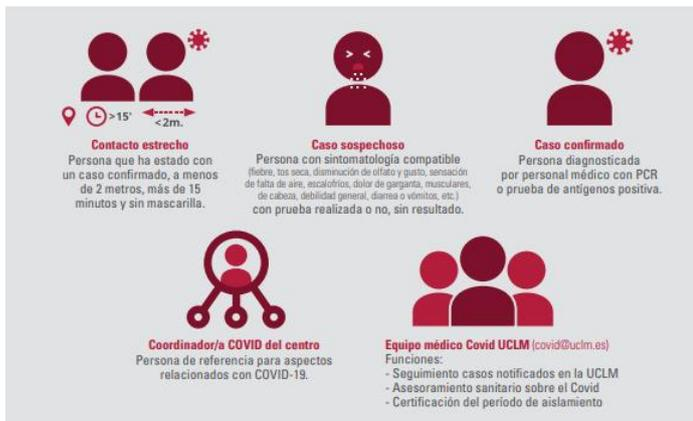 >15'
<2m.
Contacto estrecho
Persona que ha estado con
un caso confirmado, a menos
de 2 metros, más de 15
minutos y sin mascarilla.
Caso sospechoso
Persona con sintomatología compatible
(fiebre, tos seca, disminución de olfato y gusto, sensación
de falta de aire, escalofríos, dolor de garganta, musculares,
de cabeza, debilidad general, diarrea o vómitos, etc.)
con prueba realizada o no, sin resultado.
Caso confirmado
Persona diagnosticada
por personal médico con PCR
o prueba de antígenos positiva.
Coordinador/a COVID del centro
Persona de referencia para aspectos
relacionados con COVID-19.
Equipo médico Covid UCLM (covid@uclm.es)
Funciones:
- Seguimiento casos notificados en la UCLM
- Asesoramiento sanitario sobre el Covid
- Certificación del período de aislamiento